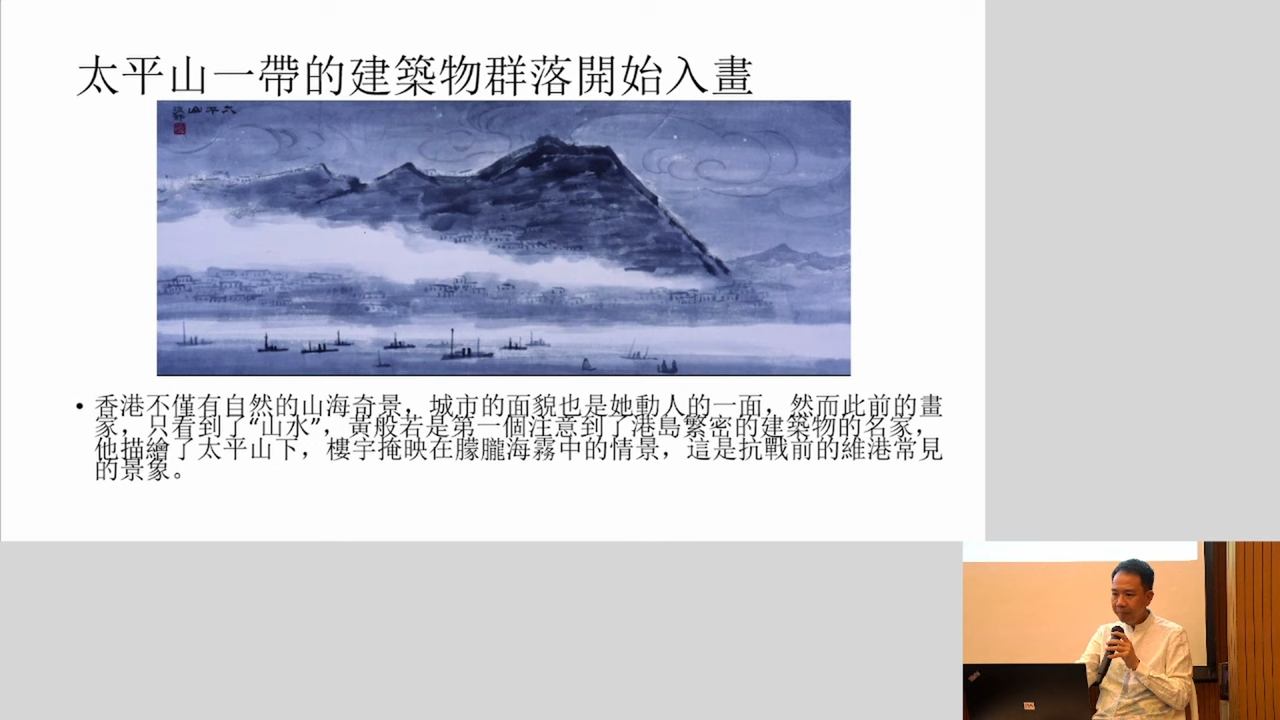 太平山一帶的建築物群落開始入畫
太平山
• 香港不僅有自然的山海奇景，城市的面貌也是她動人的一面，然而此前的畫
家，只看到了“山水”，黃般若是第一個注意到了港島繁密的建築物的名家，
他描繪了太平山下，樓宇掩映在朦朧海霧中的情景，這是抗戰前的維港常見
的景象。